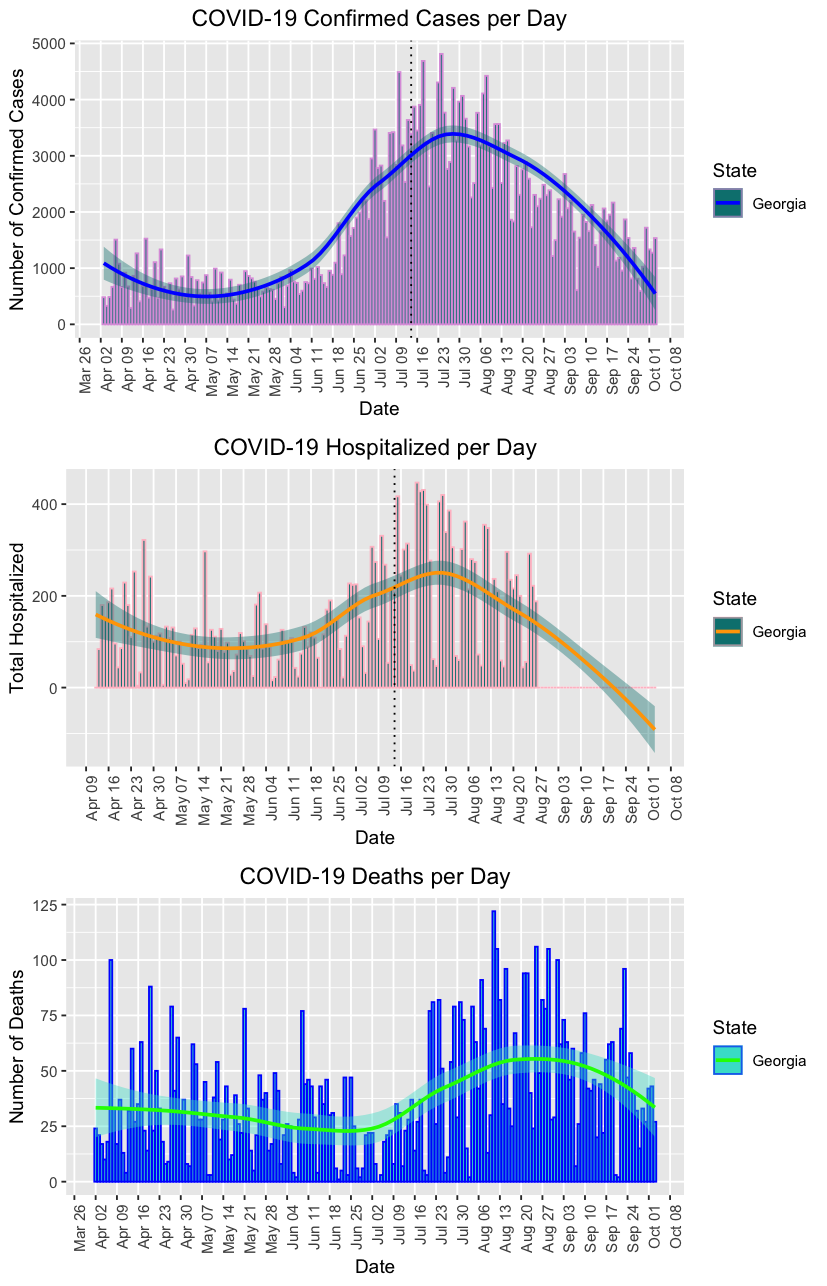 COVID-19 Confirmed Cases per Day
Number of Confirmed Cases
5000
4000
3000
2000
1000
0
Mar 26 Apr 02 Apr 09 Apr 16 Apr 23 Apr 30 May 07 May 14 May 21 May 28 Jun 04 Jun 11 Jun 18 Jun 25 Jul 02 Jul 09 Jul 16 Jul 23 Jul 30 Aug 06 Aug 13 Aug 20 Aug 27 Sep 03 Sep 10 Sep 17 Sep 24 Oct 01 Oct 08
Date
State
Georgia
COVID-19 Hospitalized per Day
Total Hospitalized
400
200
0
Apr 09 Apr 16 Apr 23 Apr 30 May 07 May 14 May 21 May 28 Jun 04 Jun 11 Jun 18 Jun 25 Jul 02 Jul 09 Jul 16 Jul 23 Jul 30 Aug 06 Aug 13 Aug 20 Aug 27 Sep 03 Sep 10 Sep 17 Sep 24 Oct 01 Oct 08
Date
State
Georgia
COVID-19 Deaths per Day
Number of Deaths
125
100
75
50
25
0
Mar 26 Apr 02 Apr 09 Apr 16 Apr 23 Apr 30 May 07 May 14 May 21 May 28 Jun 04 Jun 11 Jun 18 Jun 25 Jul 02 Jul 09 Jul 16 Jul 23 Jul 30 Aug 06 Aug 13 Aug 20 Aug 27 Sep 03 Sep 10 Sep 17 Sep 24 Oct 01 Oct 08
Date
State
Georgia